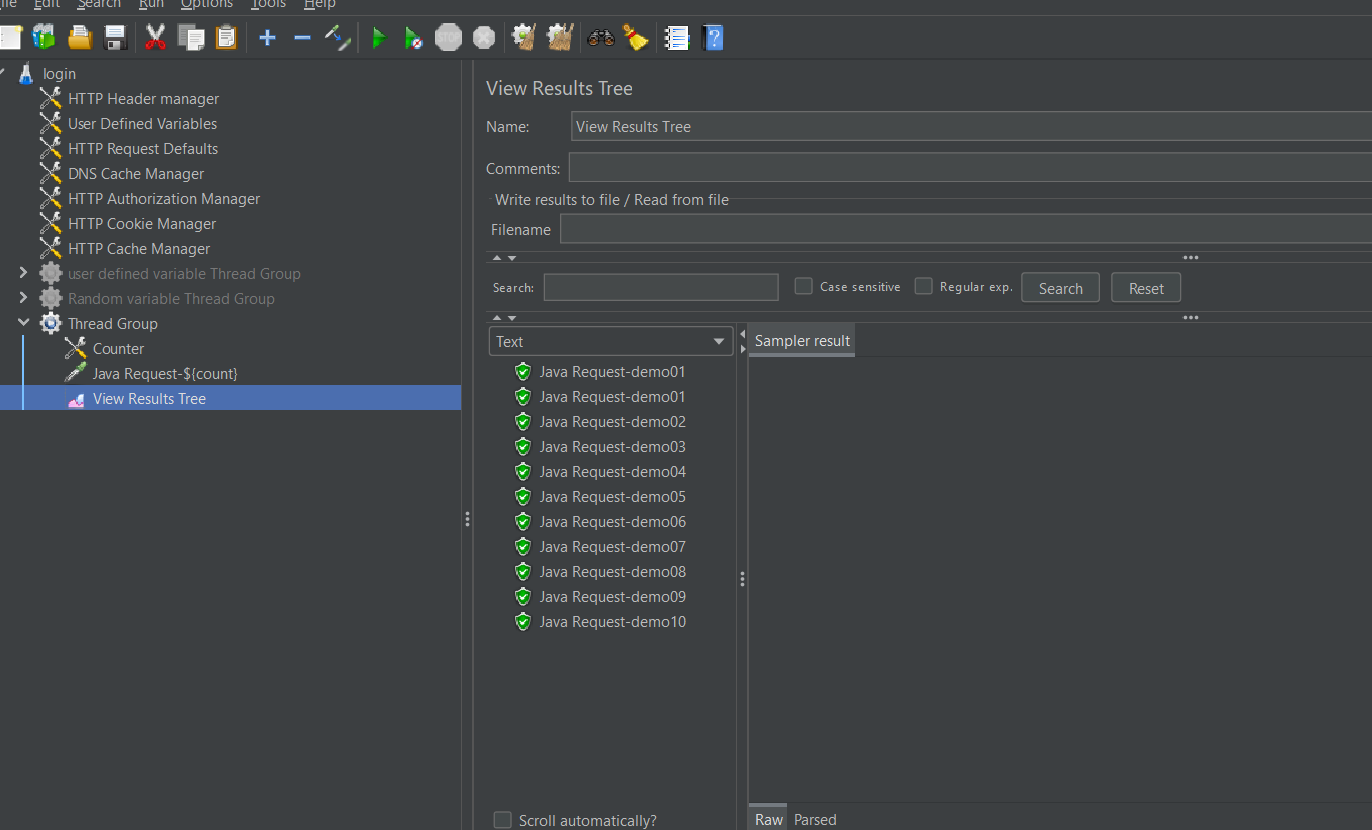 Edit Search Run Options Tools Help
STOP
?
login
HTTP Header manager
User Defined Variables
HTTP Request Defaults
DNS Cache Manager
HTTP Authorization Manager
HTTP Cookie Manager
HTTP Cache Manager
user defined variable Thread Group
Random variable Thread Group
Thread Group
Counter
Java Request-${count}
View Results Tree
View Results Tree
Name: View Results Tree
Comments:
Write results to file / Read from file
Filename
Search: Case sensitive Regular exp. Search Reset
Text
Java Request-demo01
Java Request-demo01
Java Request-demo02
Java Request-demo03
Java Request-demo04
Java Request-demo05
Java Request-demo06
Java Request-demo07
Java Request-demo08
Java Request-demo09
Java Request-demo10
Scroll automatically?
Sampler result
Raw Parsed